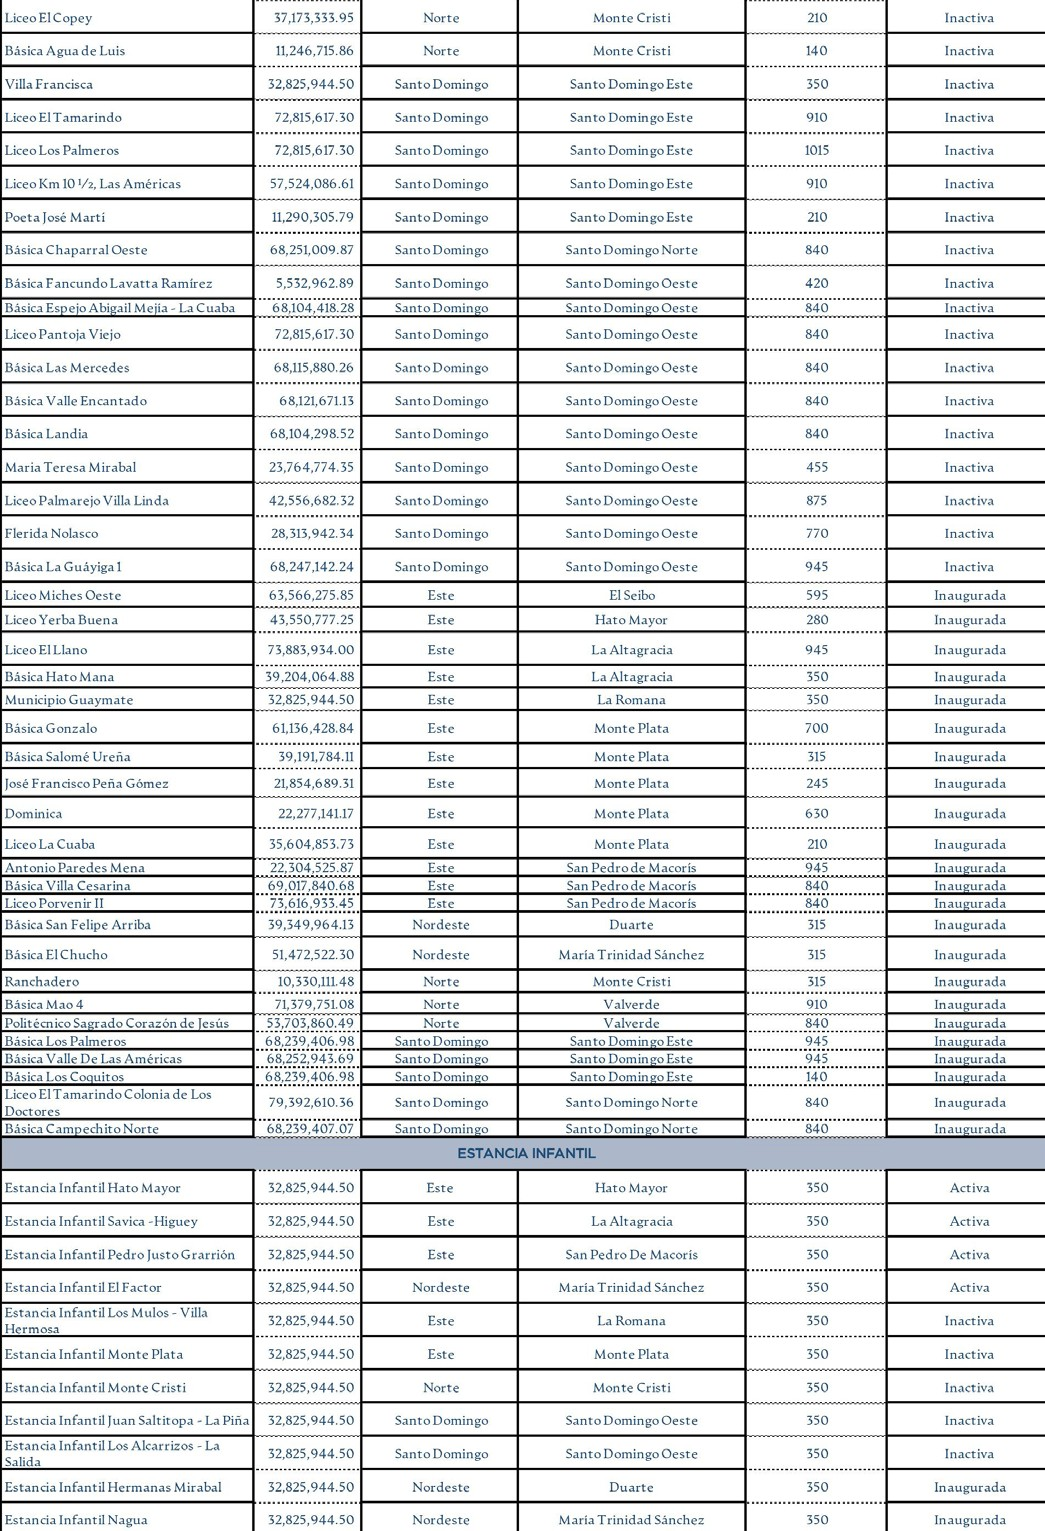 Liceo El Copey 37,173,333.95 Norte Monte Cristi 210 Inactiva
Básica Agua de Luis 11,246,715.86 Norte Monte Cristi 140 Inactiva
Villa Francisca 32,825,944.50 Santo Domingo Santo Domingo Este 350 Inactiva
Liceo El Tamarindo 72,815,617.30 Santo Domingo Santo Domingo Este 910 Inactiva
Liceo Los Palmeros 72,815,617.30 Santo Domingo Santo Domingo Este 1015 Inactiva
Liceo Km 10 ½, Las Américas 57,524,086.61 Santo Domingo Santo Domingo Este 910 Inactiva
Poeta José Martí 11,290,305.79 Santo Domingo Santo Domingo Este 210 Inactiva
Básica Chaparral Oeste 68,251,009.87 Santo Domingo Santo Domingo Norte 840 Inactiva
Básica Fancundo Lavatta Ramírez 5,532,962.89 Santo Domingo Santo Domingo Oeste 420 Inactiva
Básica Espejo Abigail Mejía - La Cuaba 68,104,418.28 Santo Domingo Santo Domingo Oeste 840 Inactiva
Liceo Pantoja Viejo 72,815,617.30 Santo Domingo Santo Domingo Oeste 840 Inactiva
Básica Las Mercedes 68,115,880.26 Santo Domingo Santo Domingo Oeste 840 Inactiva
Básica Valle Encantado 68,121,671.13 Santo Domingo Santo Domingo Oeste 840 Inactiva
Básica Landia 68,104,298.52 Santo Domingo Santo Domingo Oeste 840 Inactiva
Maria Teresa Mirabal 23,764,774.35 Santo Domingo Santo Domingo Oeste 455 Inactiva
Liceo Palmarejo Villa Linda 42,556,682.32 Santo Domingo Santo Domingo Oeste 875 Inactiva
Flerida Nolasco 28,313,942.34 Santo Domingo Santo Domingo Oeste 770 Inactiva
Básica La Guáyiga 1 68,247,142.24 Santo Domingo Santo Domingo Oeste 945 Inactiva
Liceo Miches Oeste 63,566,275.85 Este El Seibo 595 Inaugurada
Liceo Yerba Buena 43,550,777.25 Este Hato Mayor 280 Inaugurada
Liceo El Llano 73,883,934.00 Este La Altagracia 945 Inaugurada
Básica Hato Mana 39,204,064.88 Este La Altagracia 350 Inaugurada
Municipio Guaymate 32,825,944.50 Este La Romana 350 Inaugurada
Básica Gonzalo 61,136,428.84 Este Monte Plata 700 Inaugurada
Básica Salomé Ureña 39,191,784.11 Este Monte Plata 315 Inaugurada
José Francisco Peña Gómez 21,854,689.31 Este Monte Plata 245 Inaugurada
Dominica 22,277,141.17 Este Monte Plata 630 Inaugurada
Liceo La Cuaba 35,604,853.73 Este Monte Plata 210 Inaugurada
Antonio Paredes Mena 22,304,525.87 Este San Pedro de Macorís 945 Inaugurada
Básica Villa Cesarina 69,017,840.68 Este San Pedro de Macorís 840 Inaugurada
Liceo Porvenir II 73,616,933.45 Este San Pedro de Macorís 840 Inaugurada
Básica San Felipe Arriba 39,349,964.13 Nordeste Duarte 315 Inaugurada
Básica El Chucho 51,472,522.30 Nordeste María Trinidad Sánchez 315 Inaugurada
Ranchadero 10,330,111.48 Norte Monte Cristi 315 Inaugurada
Básica Mao 4 71,379,751.08 Norte Valverde 910 Inaugurada
Politécnico Sagrado Corazón de Jesús 53,703,860.49 Norte Valverde 840 Inaugurada
Básica Los Palmeros 68,239,406.98 Santo Domingo Santo Domingo Este 945 Inaugurada
Básica Valle De Las Américas 68,252,943.69 Santo Domingo Santo Domingo Este 945 Inaugurada
Básica Los Coquitos 68,239,406.98 Santo Domingo Santo Domingo Este 140 Inaugurada
Liceo El Tamarindo Colonia de Los
Doctores 79,392,610.36 Santo Domingo Santo Domingo Norte 840 Inaugurada
Básica Campechito Norte 68,239,407.07 Santo Domingo Santo Domingo Norte 840 Inaugurada
ESTANCIA INFANTIL
Estancia Infantil Hato Mayor 32,825,944.50 Este Hato Mayor 350 Activa
Estancia Infantil Savica -Higuey 32,825,944.50 Este La Altagracia 350 Activa
Estancia Infantil Pedro Justo Grarrión 32,825,944.50 Este San Pedro De Macorís 350 Activa
Estancia Infantil El Factor 32,825,944.50 Nordeste María Trinidad Sánchez 350 Activa
Estancia Infantil Los Mulos - Villa
Hermosa 32,825,944.50 Este La Romana 350 Inactiva
Estancia Infantil Monte Plata 32,825,944.50 Este Monte Plata 350 Inactiva
Estancia Infantil Monte Cristi 32,825,944.50 Norte Monte Cristi 350 Inactiva
Estancia Infantil Juan Saltitopa - La Piña 32,825,944.50 Santo Domingo Santo Domingo Oeste 350 Inactiva
Estancia Infantil Los Alcarrizos - La
Salida 32,825,944.50 Santo Domingo Santo Domingo Oeste 350 Inactiva
Estancia Infantil Hermanas Mirabal 32,825,944.50 Nordeste Duarte 350 Inaugurada
Estancia Infantil Nagua 32,825,944.50 Nordeste María Trinidad Sánchez 350 Inaugurada